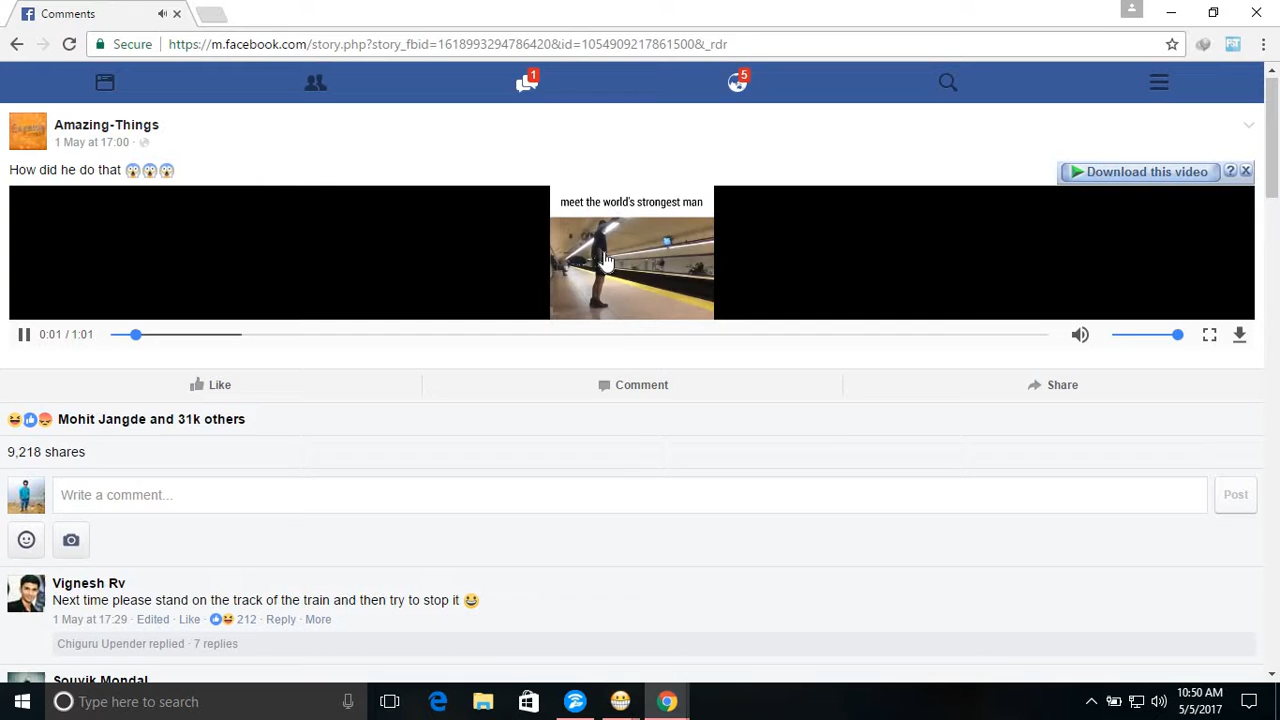 Comments
Secure
https://m.facebook.com/story.php?story_fbid=1618993294786420&id=105490921786150&_rdr
1
5
Amazing-Things
1 May at 17:00 ·
How did he do that 😱😱😱
Download this video
? x
meet the world's strongest man
0:01 / 1:01
Like
Comment
Share
Mohit Jangde and 31k others
9,218 shares
Write a comment...
Post
Vignesh Rv
Next time please stand on the track of the train and then try to stop it 😀
1 May at 17:29 · Edited · Like · 212 · Reply · More
Chiguru Upender replied · 7 replies
Souvik Mondal
Type here to search
10:50 AM
5/5/2017